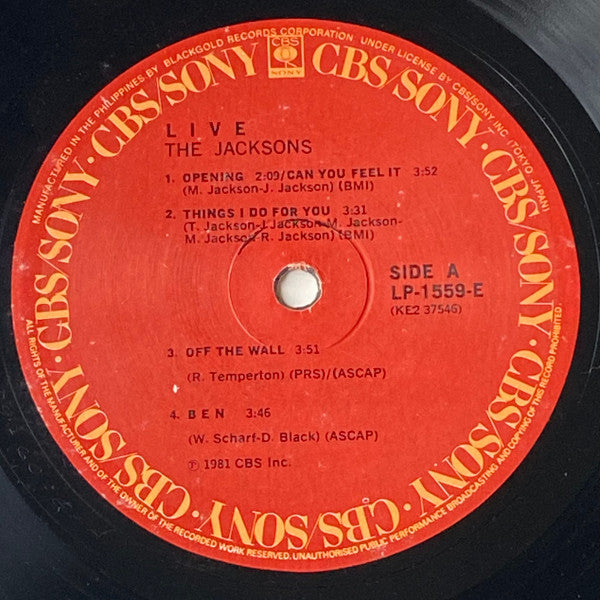 MANUFACTURED IN THE PHILIPPINES BY BLACKGOLD RECORDS CORPORATION UNDER LICENSE BY CBS/SONY INC. (TOKYO JAPAN)
CBS/SONY · CBS/SONY · CBS/SONY · CBS/SONY · CBS/SONY · CBS/SONY · CBS/SONY · CBS/SONY
CBS
SONY
LIVE
THE JACKSONS
1. OPENING 2:09/CAN YOU FEEL IT 3:52
(M. Jackson-J. Jackson) (BMI)
2. THINGS I DO FOR YOU 3:31
(T. Jackson-J. Jackson-M. Jackson-
M. Jackson-R. Jackson) (BMI)
SIDE A
LP-1559-E
(KE2 37546)
3. OFF THE WALL 3:51
(R. Temperton) (PRS)/(ASCAP)
4. BEN 3:46
(W. Scharf-D. Black) (ASCAP)
℗ 1981 CBS Inc.
ALL RIGHTS OF THE MANUFACTURER AND OF THE OWNER OF THE RECORDED WORK RESERVED. UNAUTHORISED PUBLIC PERFORMANCE BROADCASTING AND COPYING OF THIS RECORD PROHIBITED.